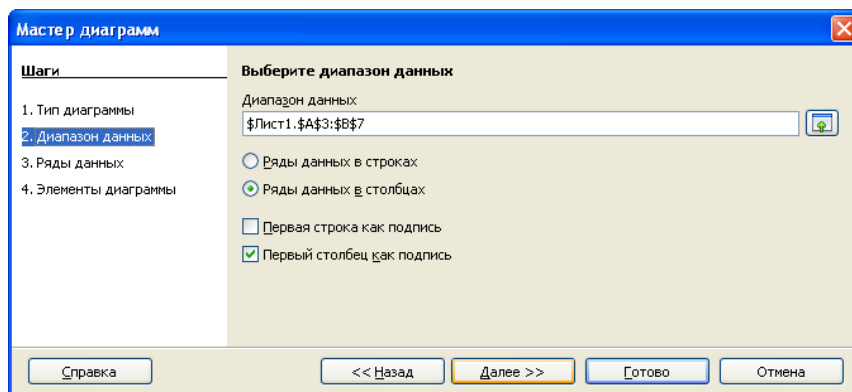 Мастер диаграмм
Шаги
1. Тип диаграммы
2. Диапазон данных
3. Ряды данных
4. Элементы диаграммы
Выберите диапазон данных
Диапазон данных
$Лист1.$A$3:$B$7
Ряды данных в строках
Ряды данных в столбцах
Первая строка как подпись
Первый столбец как подпись
Справка
<< Назад
Далее >>
Готово
Отмена